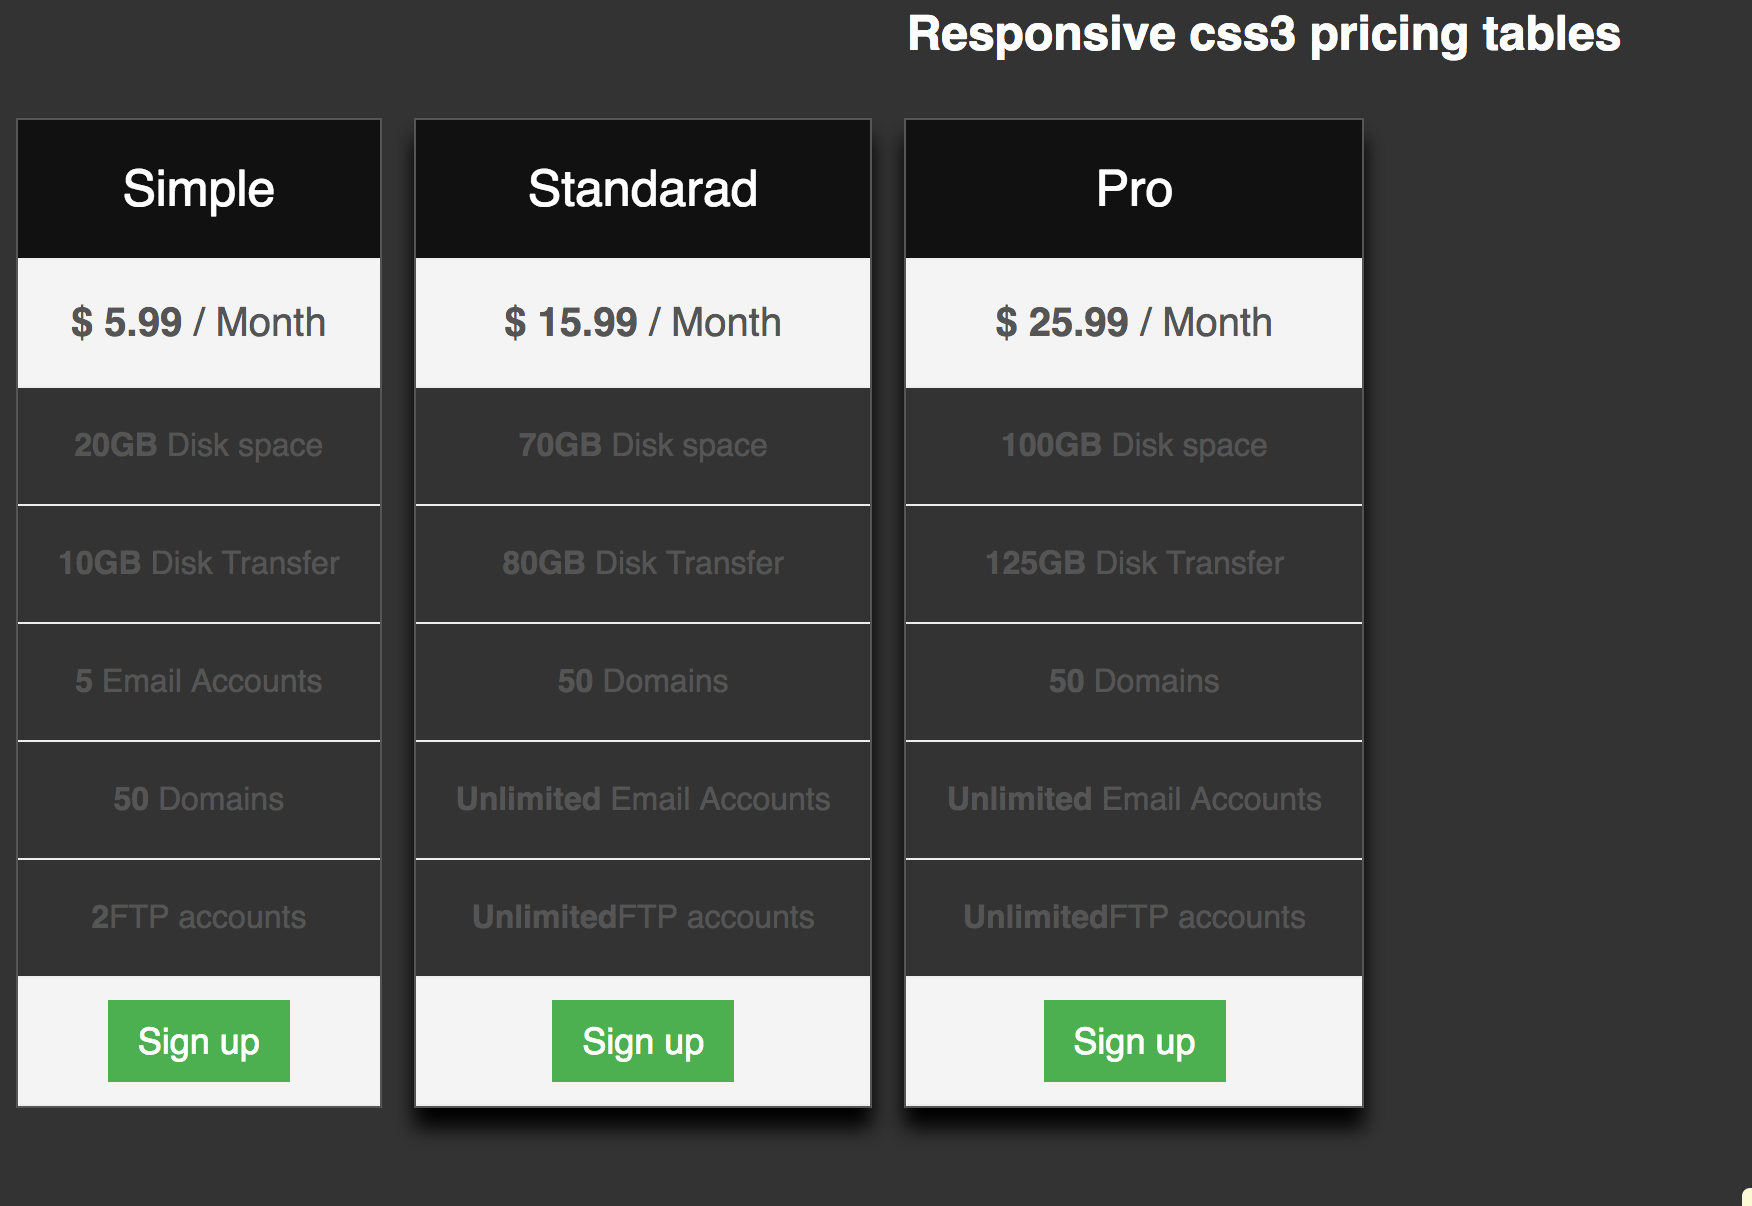 Responsive css3 pricing tables
Simple
$ 5.99 / Month
20GB Disk space
10GB Disk Transfer
5 Email Accounts
50 Domains
2FTP accounts
Sign up
Standarad
$ 15.99 / Month
70GB Disk space
80GB Disk Transfer
50 Domains
Unlimited Email Accounts
UnlimitedFTP accounts
Sign up
Pro
$ 25.99 / Month
100GB Disk space
125GB Disk Transfer
50 Domains
Unlimited Email Accounts
UnlimitedFTP accounts
Sign up